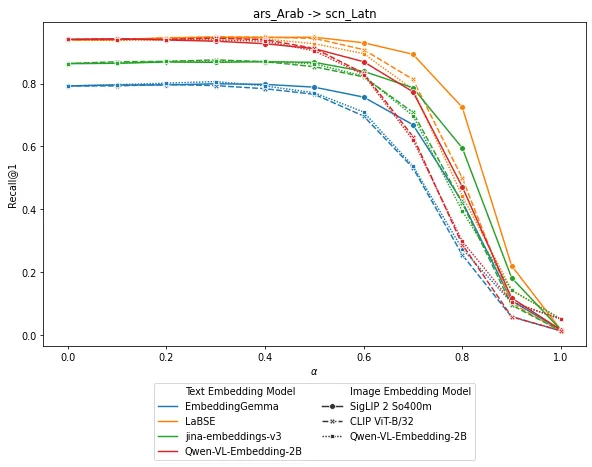 ars_Arab -> scn_Latn
Recall@1
0.8
0.6
0.4
0.2
0.0
0.0 0.2 0.4 0.6 0.8 1.0
α
Text Embedding Model
EmbeddingGemma
LaBSE
jina-embeddings-v3
Qwen-VL-Embedding-2B
Image Embedding Model
SigLIP 2 So400m
CLIP ViT-B/32
Qwen-VL-Embedding-2B